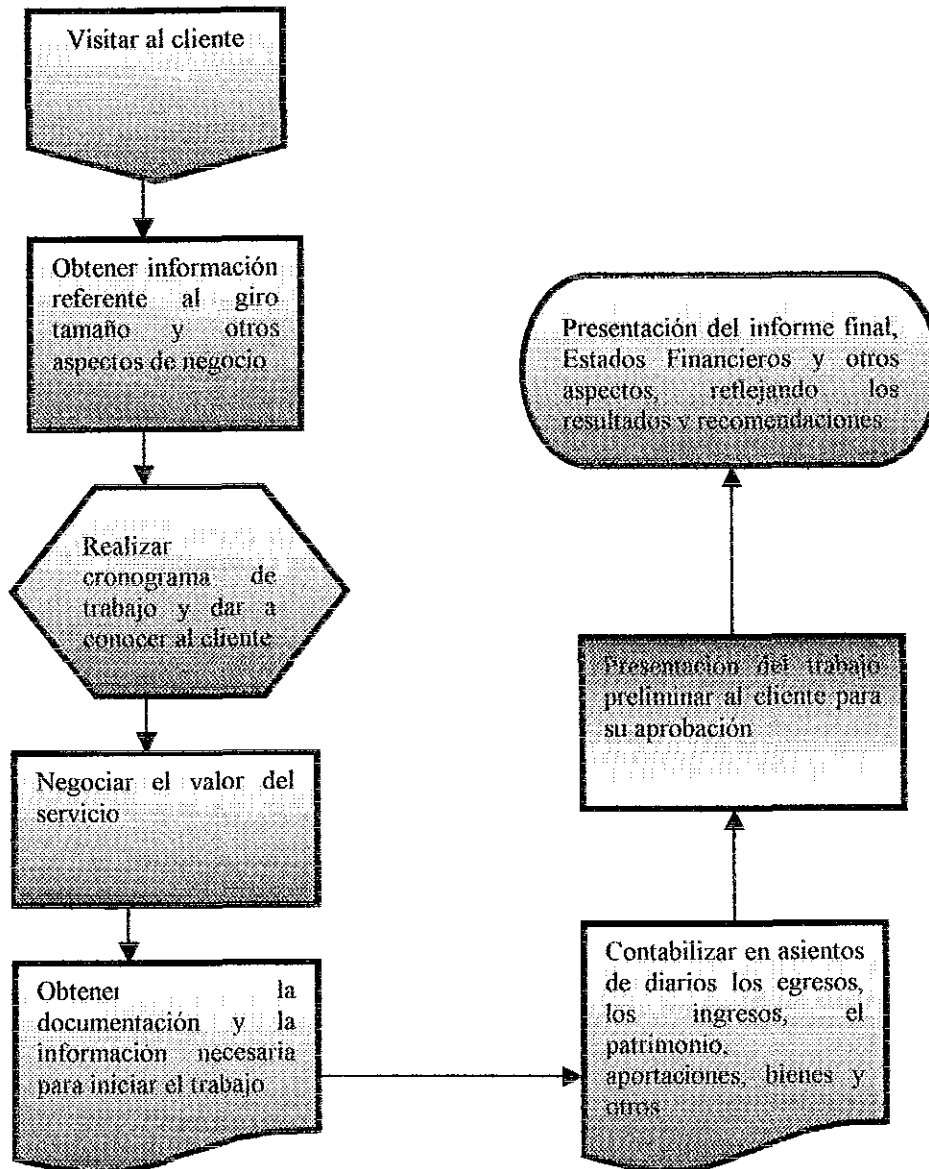 Visitar al cliente
Obtener información
referente al giro
tamaño y otros
aspectos de negocio
Realizar
cronograma de
trabajo y dar a
conocer al cliente
Negociar el valor del
servicio
Obtener la
documentación y la
información necesaria
para iniciar el trabajo
Contabilizar en asientos
de diarios los egresos,
los ingresos, el
patrimonio,
aportaciones, bienes y
otros
Presentacion del trabajo
preliminar al cliente para
su aprobación
Presentación del informe final,
Estados Financieros y otros
aspectos, reflejando los
resultados y recomendaciones